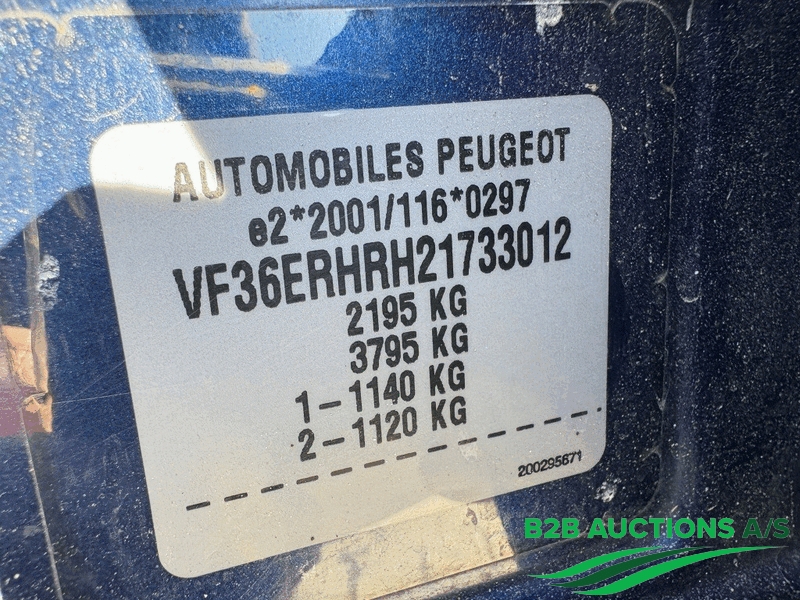 AUTOMOBILES PEUGEOT
e2*2001/116*0297
VF36ERHRH21733012
2195 KG
3795 KG
1-1140 KG
2-1120 KG
200295671
B2B AUCTIONS A/S